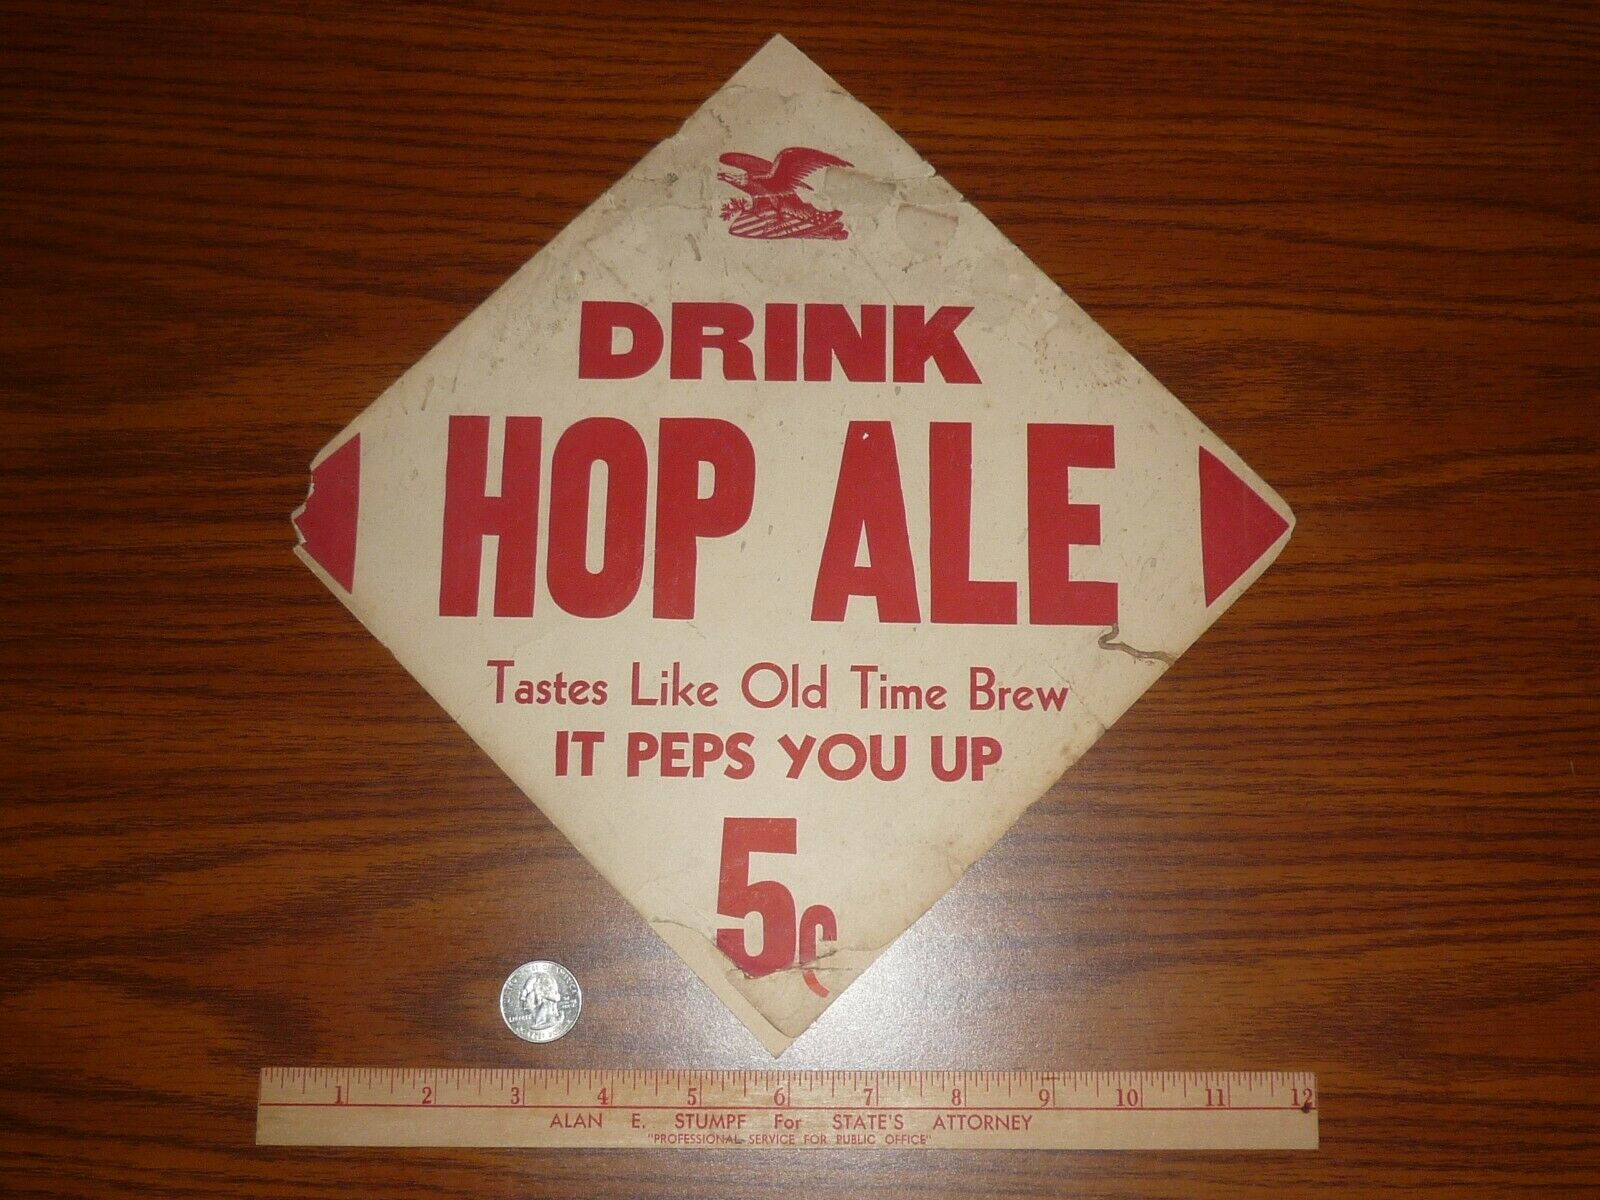 DRINK
HOP ALE
Tastes Like Old Time Brew
IT PEPS YOU UP
5¢
LIBERTY
1 2 3 4 5 6 7 8 9 10 11 12
ALAN E. STUMPF For STATE'S ATTORNEY
"PROFESSIONAL SERVICE FOR PUBLIC OFFICE"